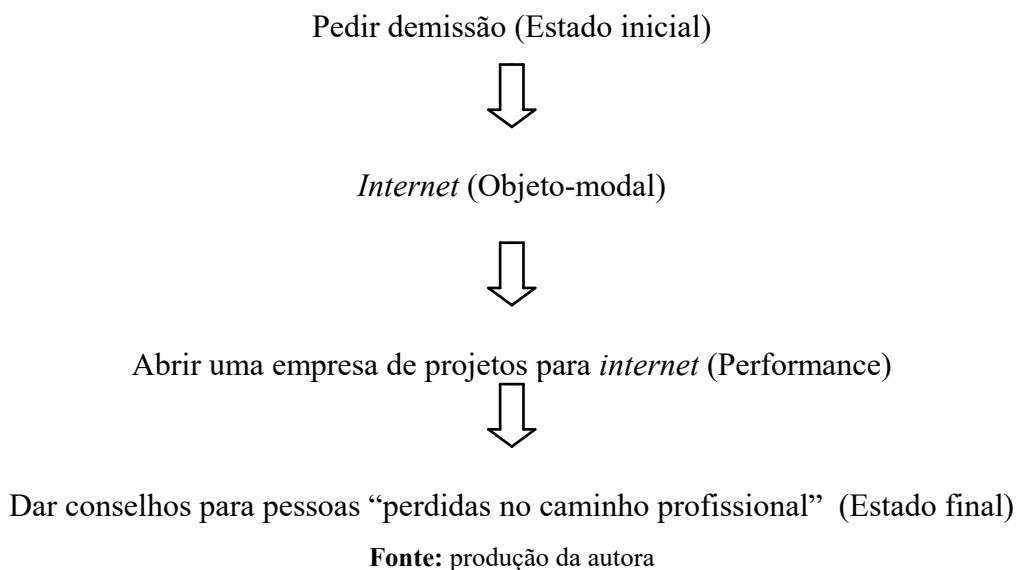 Pedir demissão (Estado inicial)
Internet (Objeto-modal)
Abrir uma empresa de projetos para internet (Performance)
Dar conselhos para pessoas “perdidas no caminho profissional” (Estado final)
Fonte: produção da autora